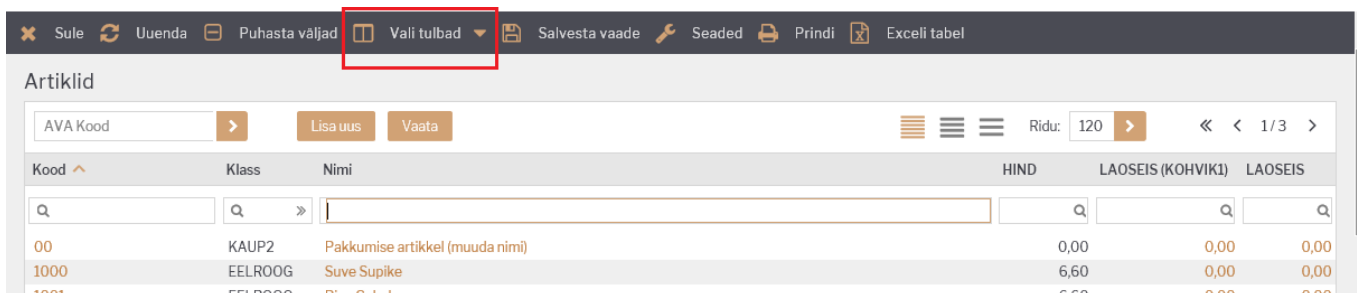 Sule Uuenda Puhasta väljad Vali tulbad Salvesta vaade Seaded Prindi Exceli tabel
Artiklid
AVA Kood Lisa uus Vaata Ridu: 120 1/3
Kood Klass Nimi HIND LAOSEIS (KOHVIK1) LAOSEIS
00 KAUP2 Pakkumise artikkel (muuda nimi) 0,00 0,00 0,00
1000 EELROOG Suve Supike 6,60 0,00 0,00